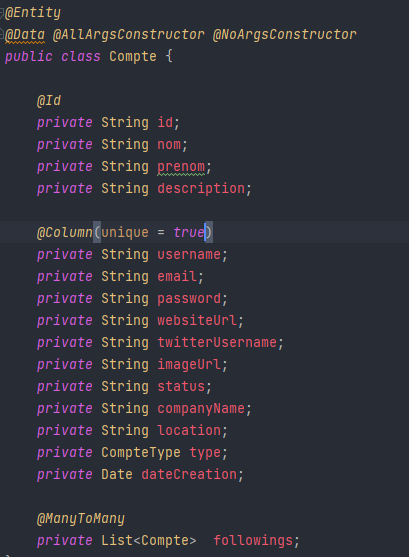 @Entity
@Data @AllArgsConstructor @NoArgsConstructor
public class Compte {
@Id
private String id;
private String nom;
private String prenom;
private String description;
@Column(unique = true)
private String username;
private String email;
private String password;
private String websiteUrl;
private String twitterUsername;
private String imageUrl;
private String status;
private String companyName;
private String location;
private CompteType type;
private Date dateCreation;
@ManyToMany
private List<Compte>  followings;
}